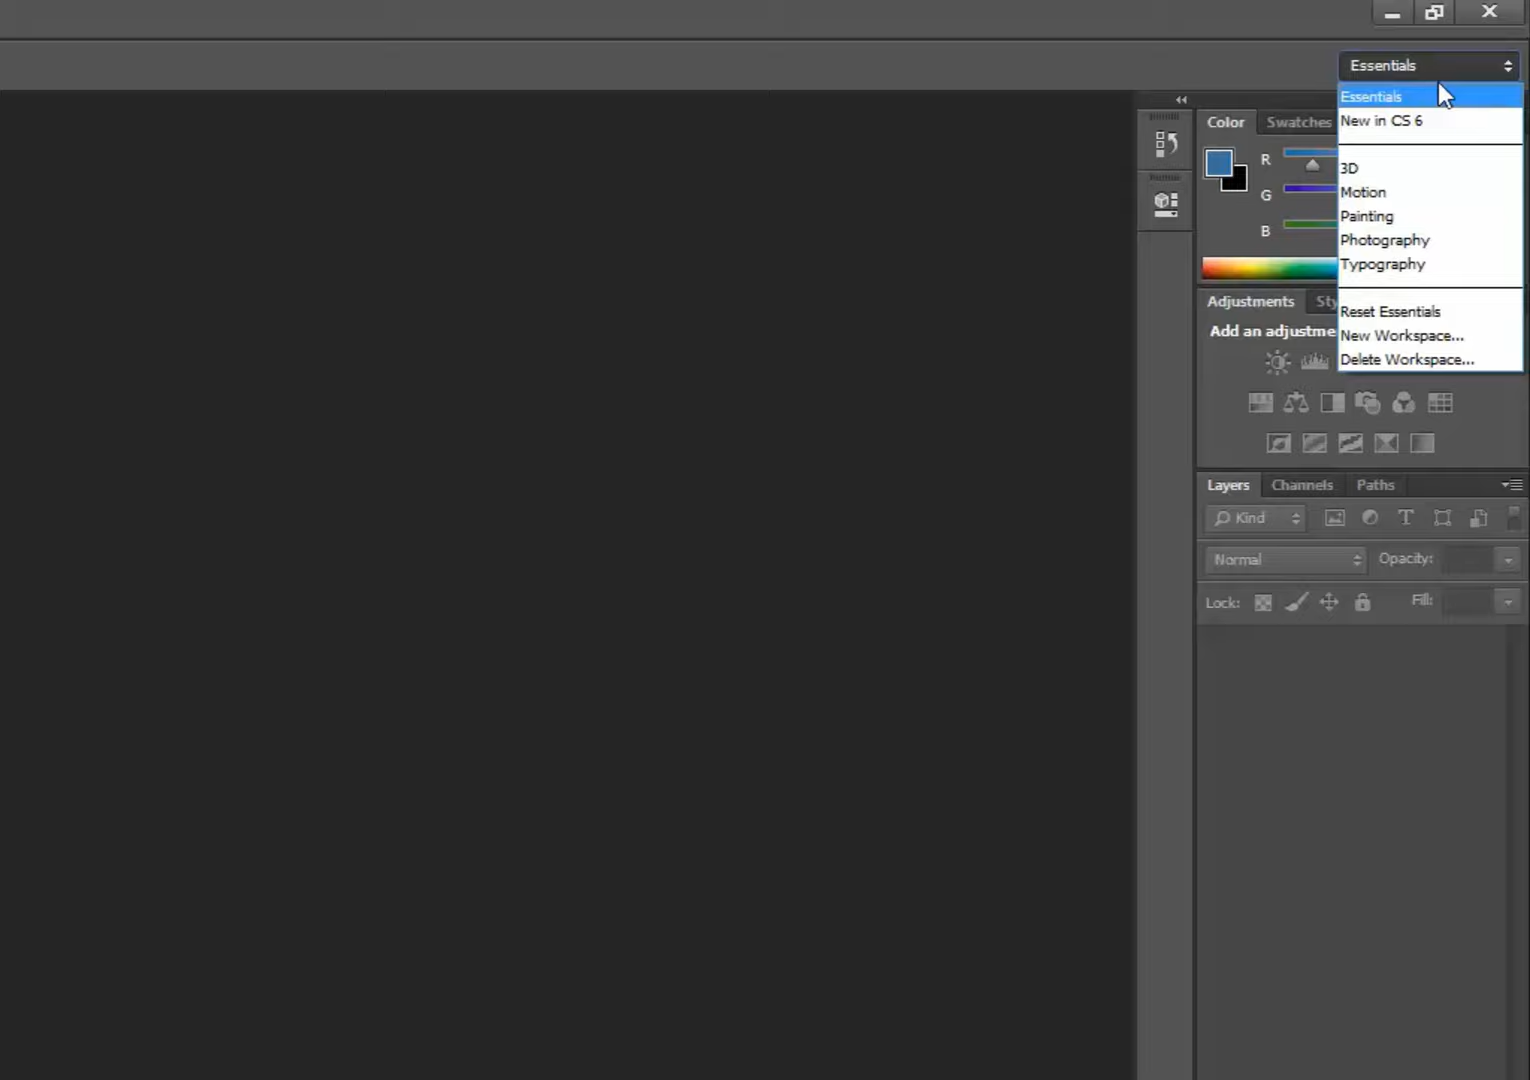 Essentials
Essentials
New in CS 6
3D
Motion
Painting
Photography
Typography
Reset Essentials
New Workspace...
Delete Workspace...
Color Swatches
R
G
B
Adjustments Sty
Add an adjustme
Layers Channels Paths
Kind T
Normal Opacity:
Lock: Fill: